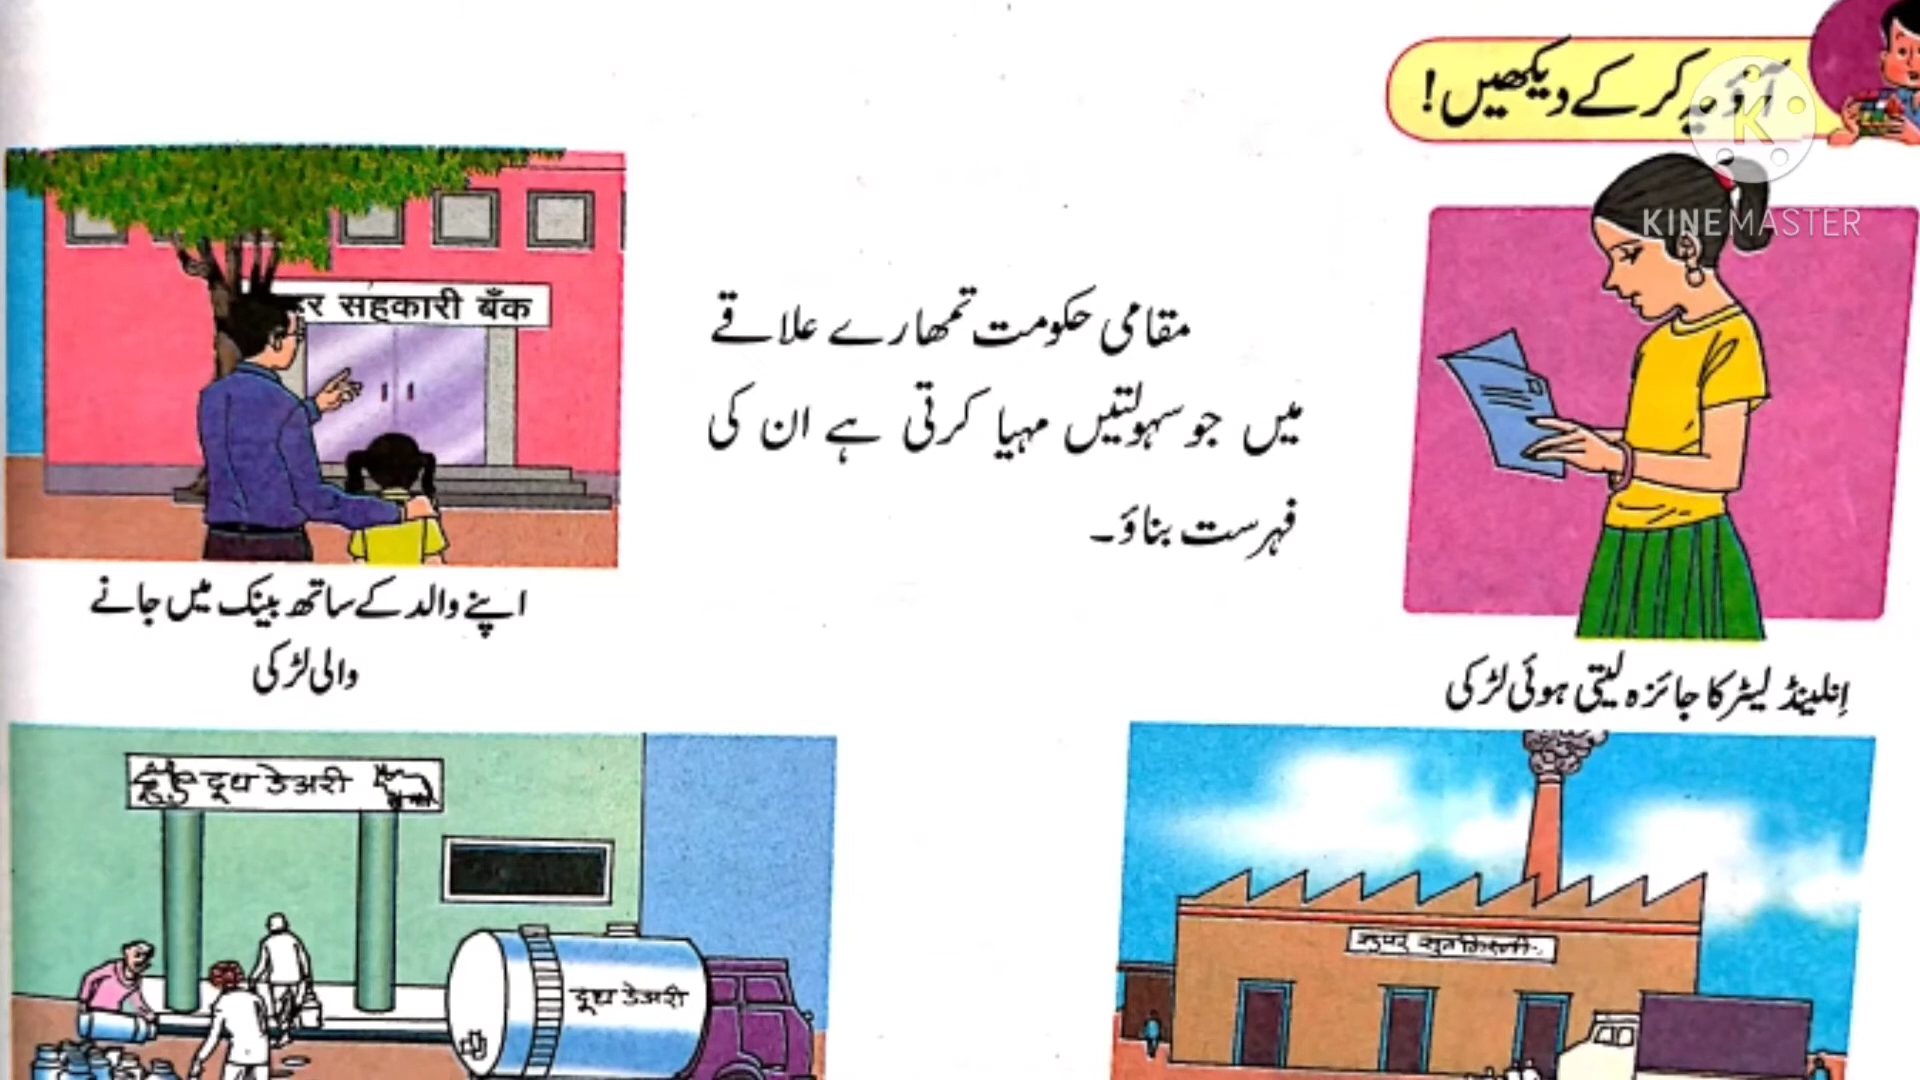 آؤ یہ کر کے دیکھیں!
KINEMASTER
सहकारी बँक
مقامی حکومت تمھارے علاقے
میں جو سہولتیں مہیا کرتی ہے ان کی
فہرست بناؤ۔
اپنے والد کے ساتھ بینک میں جانے
والی لڑکی
اِنلینڈ لیٹر کا جائزہ لیتی ہوئی لڑکی
दूध डेअरी
दूध डेअरी